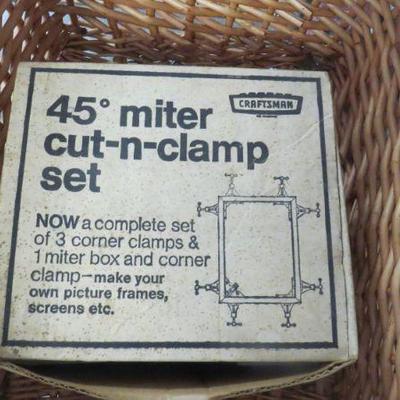 45° miter
cut-n-clamp
set
CRAFTSMAN
NOW a complete set
of 3 corner clamps &
1 miter box and corner
clamp—make your
own picture frames,
screens etc.